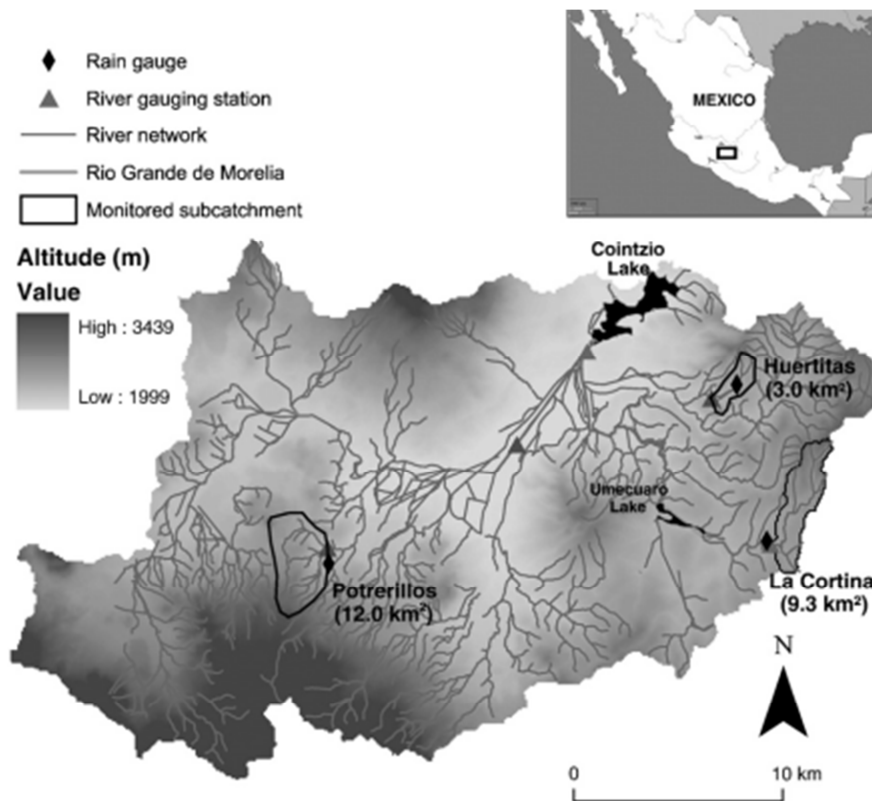 Rain gauge
River gauging station
River network
Rio Grande de Morelia
Monitored subcatchment
MEXICO
Altitude (m)
Value
High : 3439
Low : 1999
Cointzio
Lake
Huertitas
(3.0 km²)
Umecuaro
Lake
Potrerillos
(12.0 km²)
La Cortina
(9.3 km²)
N
0
10 km